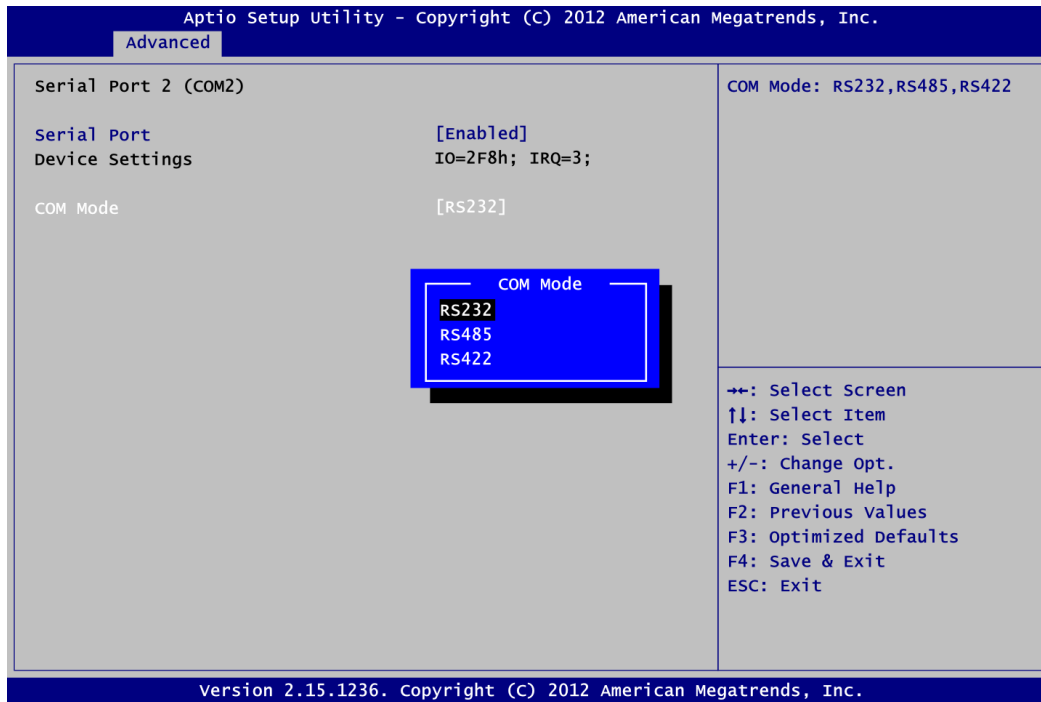 Aptio Setup Utility – Copyright (C) 2012 American Megatrends, Inc.
Advanced
Serial Port 2 (COM2)
Serial Port [Enabled]
Device Settings IO=2F8h; IRQ=3;
COM Mode [RS232]
COM Mode
RS232
RS485
RS422
COM Mode: RS232,RS485,RS422
→←: Select Screen
↑↓: Select Item
Enter: Select
+/-: Change Opt.
F1: General Help
F2: Previous Values
F3: Optimized Defaults
F4: Save & Exit
ESC: Exit
Version 2.15.1236. Copyright (C) 2012 American Megatrends, Inc.